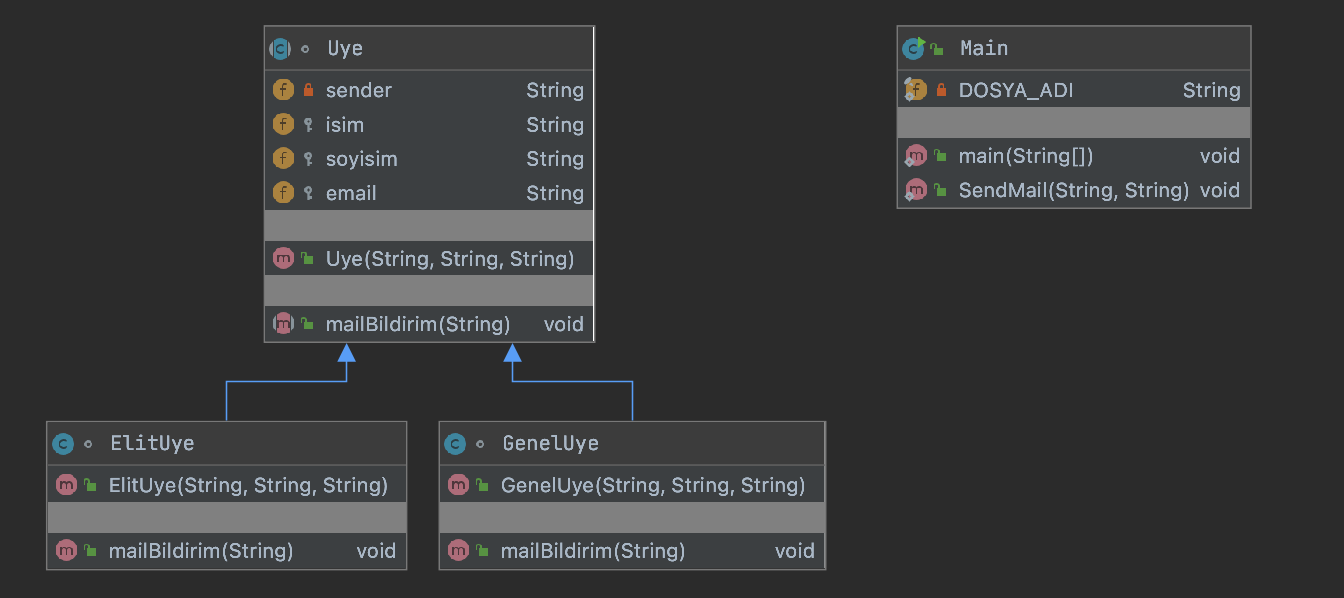 Uye
sender String
isim String
soyisim String
email String
Uye(String, String, String)
mailBildirim(String) void
Main
DOSYA_ADI String
main(String[]) void
SendMail(String, String) void
ElitUye
ElitUye(String, String, String)
mailBildirim(String) void
GenelUye
GenelUye(String, String, String)
mailBildirim(String) void